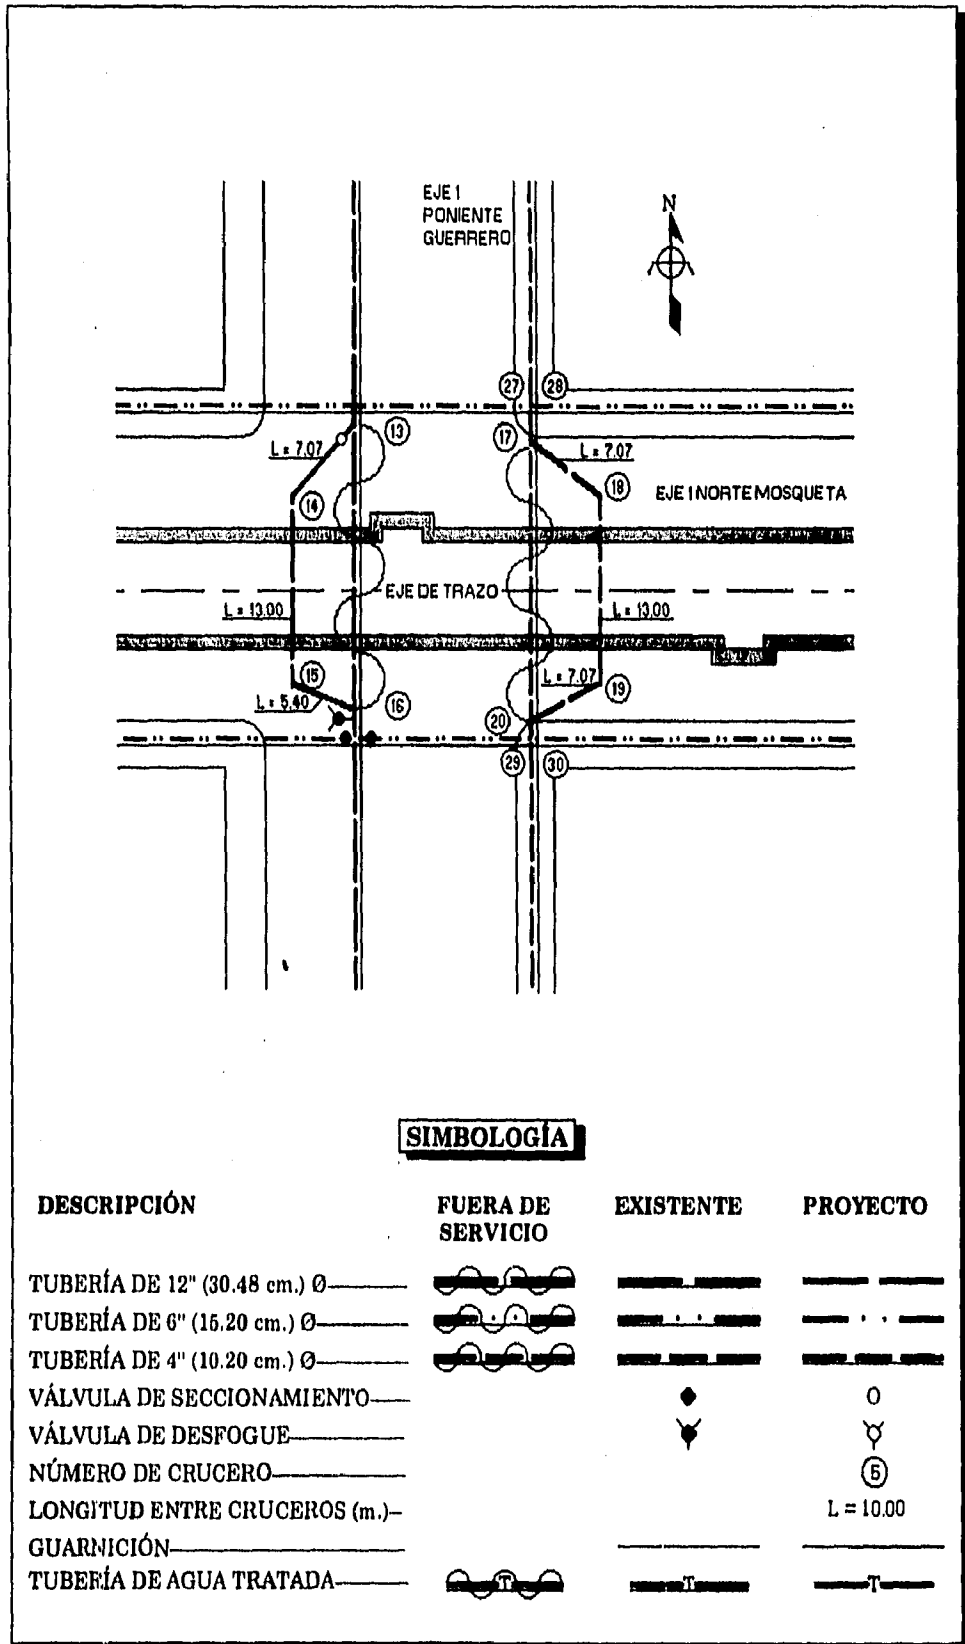 EJE 1
PONIENTE
GUERRERO
N
27
28
13
17
L = 7.07
L = 7.07
18
14
EJE 1 NORTE MOSQUETA
EJE DE TRAZO
L = 13.00
L = 13.00
15
L = 7.07
19
L = 5.40
16
20
29
30
SIMBOLOGÍA
DESCRIPCIÓN
FUERA DE
SERVICIO
EXISTENTE
PROYECTO
TUBERÍA DE 12" (30.48 cm.) Ø
TUBERÍA DE 6" (15.20 cm.) Ø
TUBERÍA DE 4" (10.20 cm.) Ø
VÁLVULA DE SECCIONAMIENTO
VÁLVULA DE DESFOGUE
NÚMERO DE CRUCERO
5
LONGITUD ENTRE CRUCEROS (m.)
L = 10.00
GUARNICIÓN
TUBERÍA DE AGUA TRATADA
T
T
T